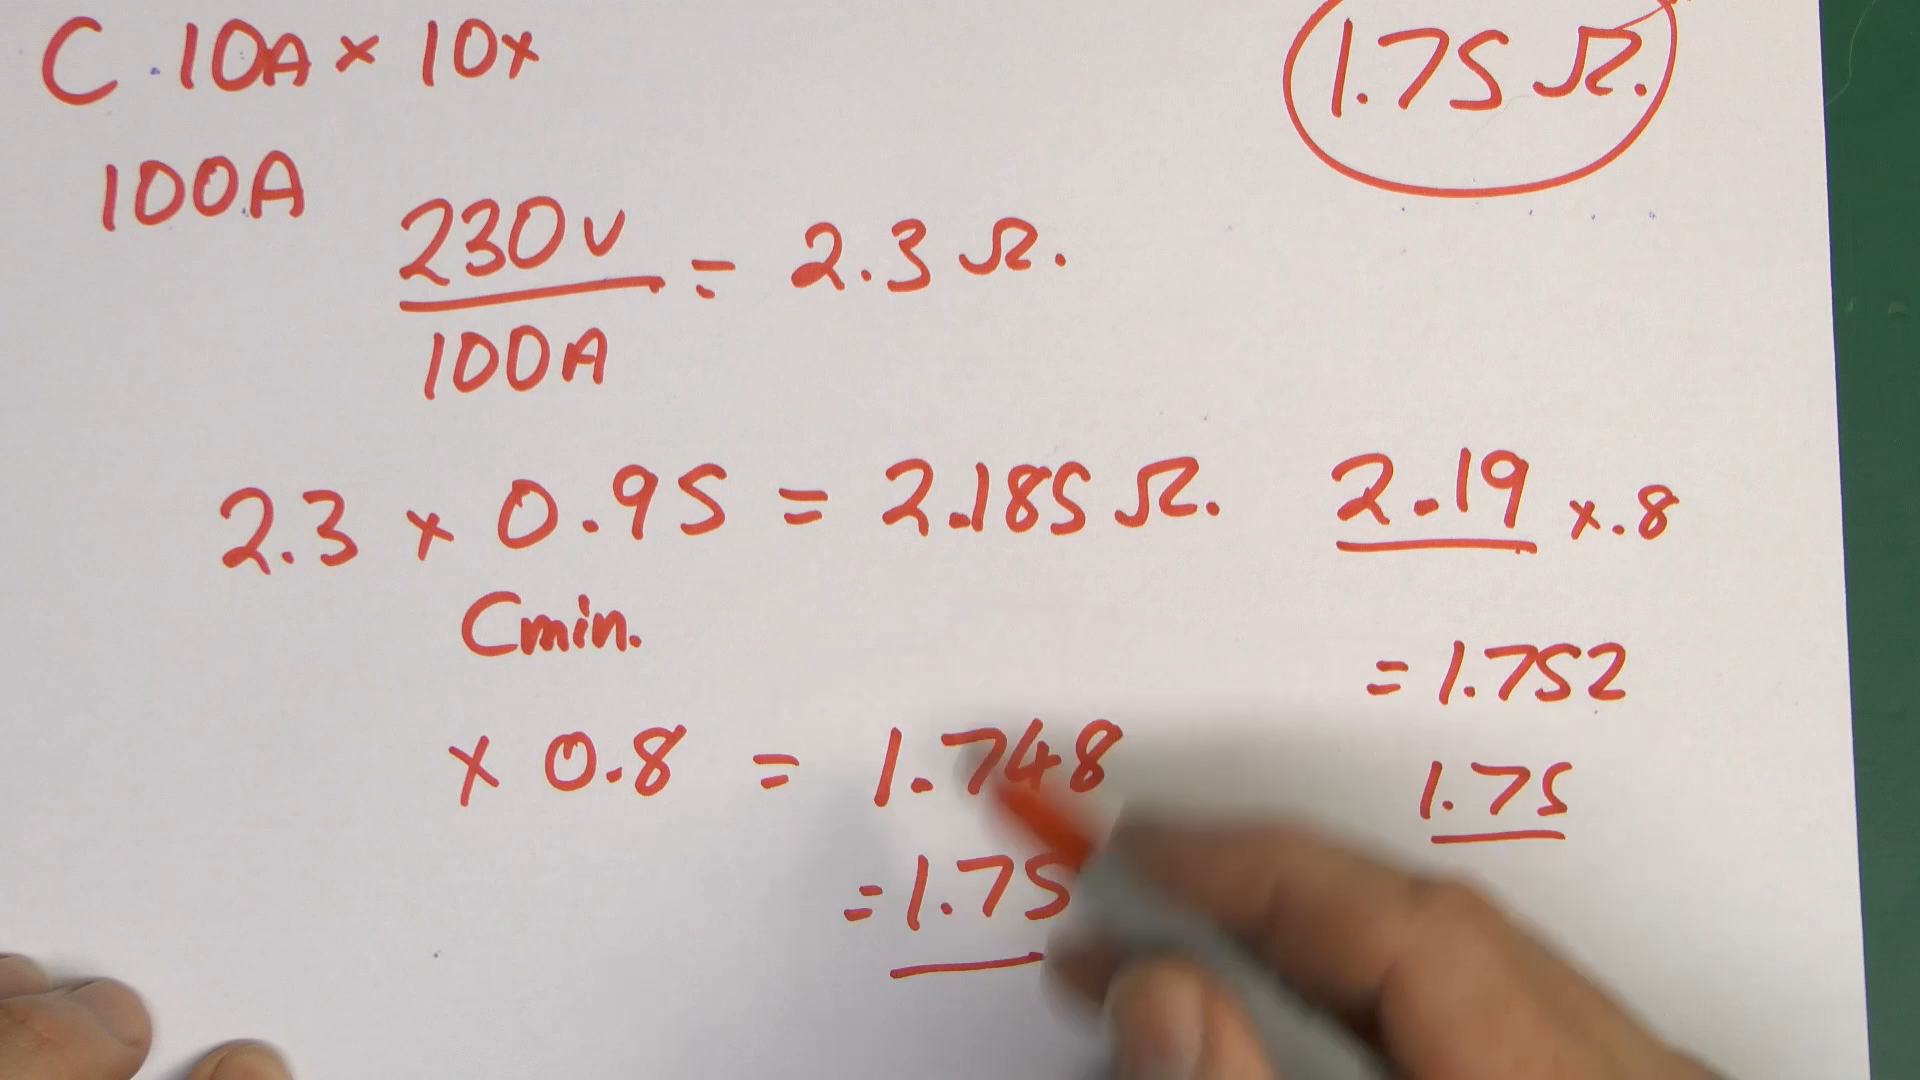 C 10A × 10x
1.75 Ω.
100A
230v
100A
= 2.3 Ω.
2.3 × 0.95 = 2.185 Ω.
Cmin.
2.19 ×.8
= 1.752
1.75
× 0.8 = 1.748
= 1.75